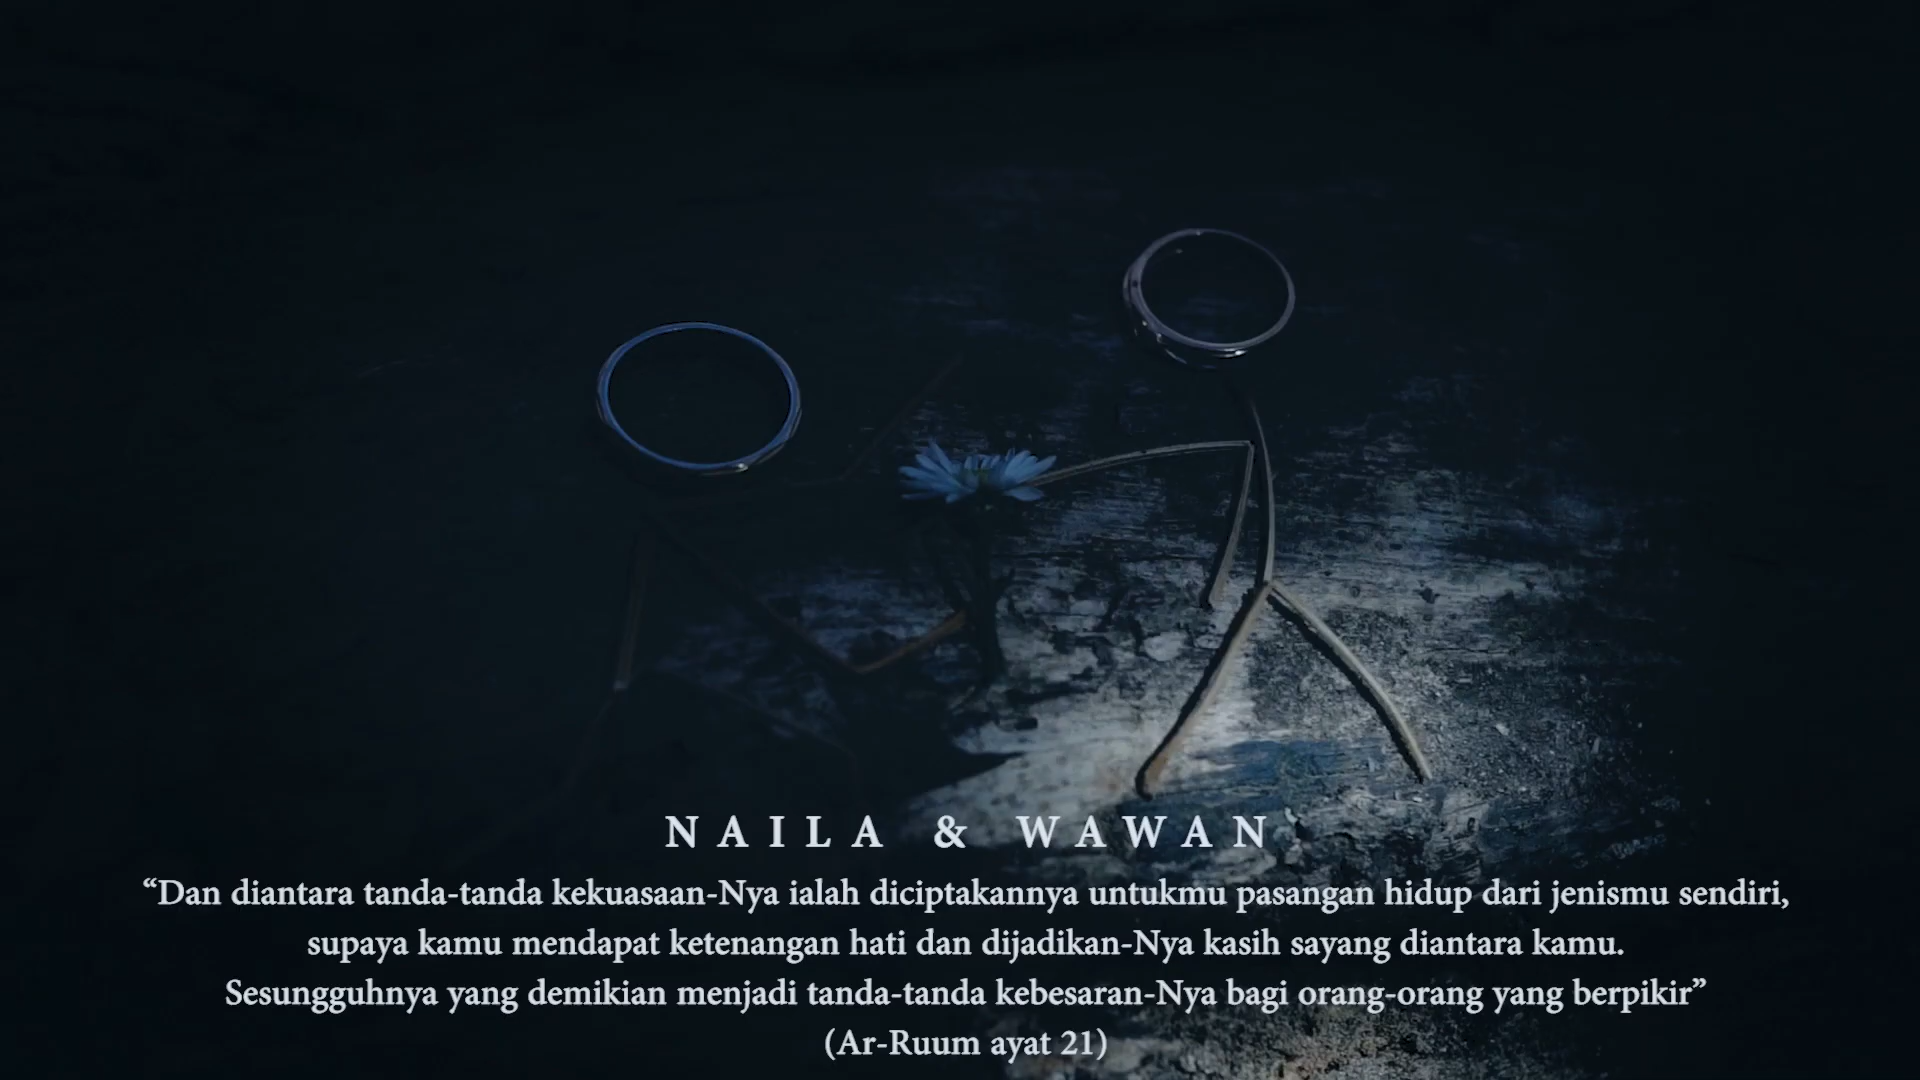 NAILA & WAWAN
“Dan diantara tanda-tanda kekuasaan-Nya ialah diciptakannya untukmu pasangan hidup dari jenismu sendiri,
supaya kamu mendapat ketenangan hati dan dijadikan-Nya kasih sayang diantara kamu.
Sesungguhnya yang demikian menjadi tanda-tanda kebesaran-Nya bagi orang-orang yang berpikir”
(Ar-Ruum ayat 21)